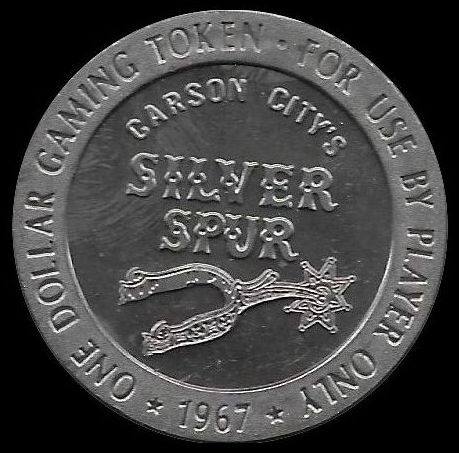 ONE DOLLAR GAMING TOKEN · FOR USE BY PLAYER ONLY
★ 1967 ★
CARSON CITY'S
SILVER
SPUR